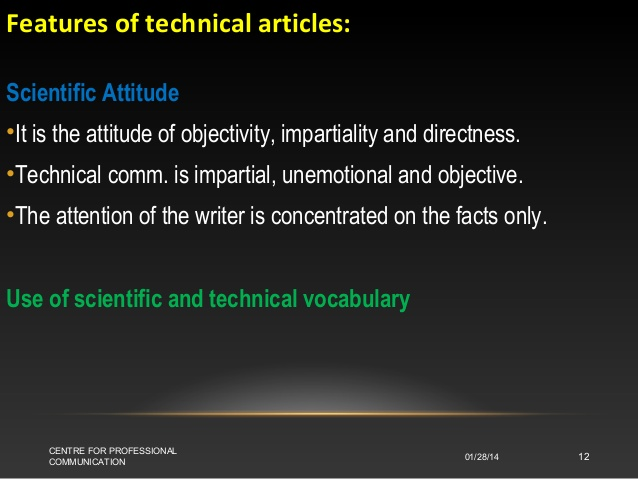 Features of technical articles:
Scientific Attitude
•It is the attitude of objectivity, impartiality and directness.
•Technical comm. is impartial, unemotional and objective.
•The attention of the writer is concentrated on the facts only.
Use of scientific and technical vocabulary
CENTRE FOR PROFESSIONAL
COMMUNICATION
01/28/14
12